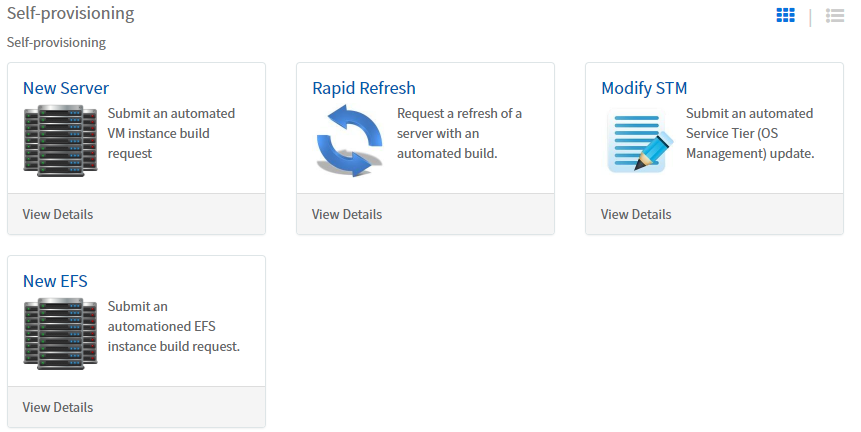 Self-provisioning
Self-provisioning
New Server
Submit an automated
VM instance build
request
View Details
Rapid Refresh
Request a refresh of a
server with an
automated build.
View Details
Modify STM
Submit an automated
Service Tier (OS
Management) update.
View Details
New EFS
Submit an
automationed EFS
instance build request.
View Details